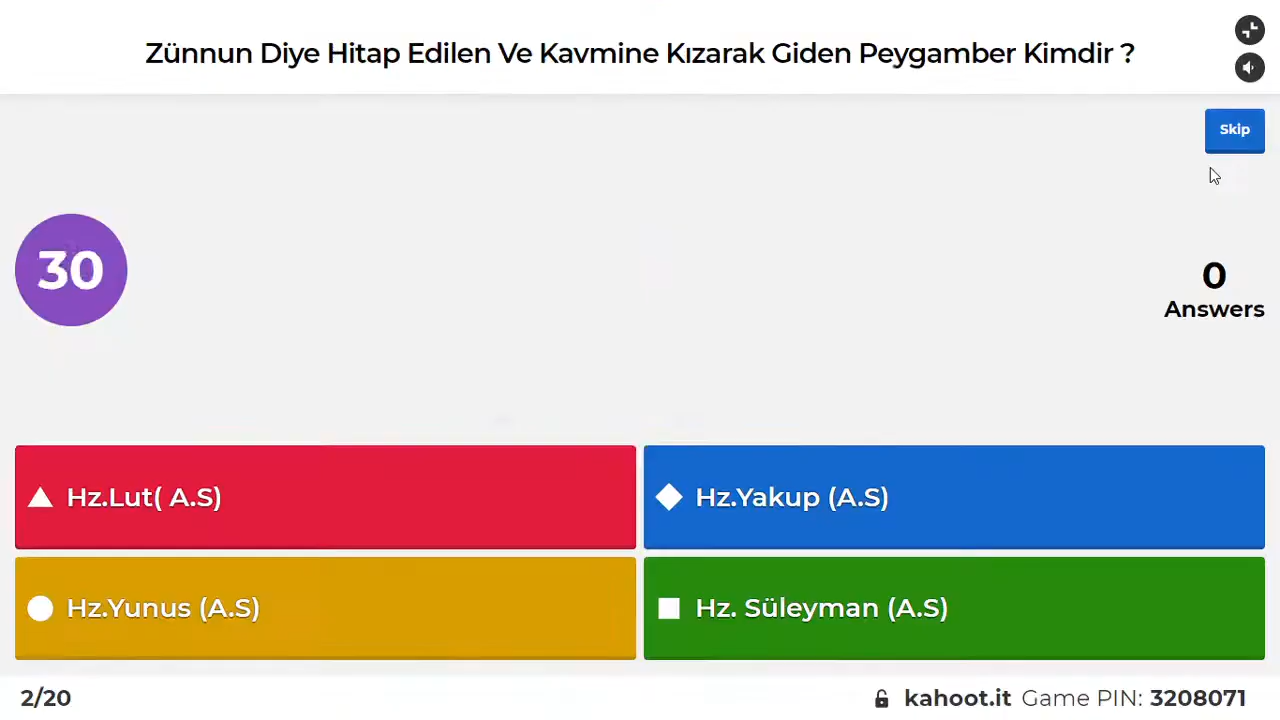 Zünnun Diye Hitap Edilen Ve Kavmine Kızarak Giden Peygamber Kimdir ?
Skip
30
0
Answers
Hz.Lut( A.S)
Hz.Yakup (A.S)
Hz.Yunus (A.S)
Hz. Süleyman (A.S)
2/20
kahoot.it Game PIN: 3208071